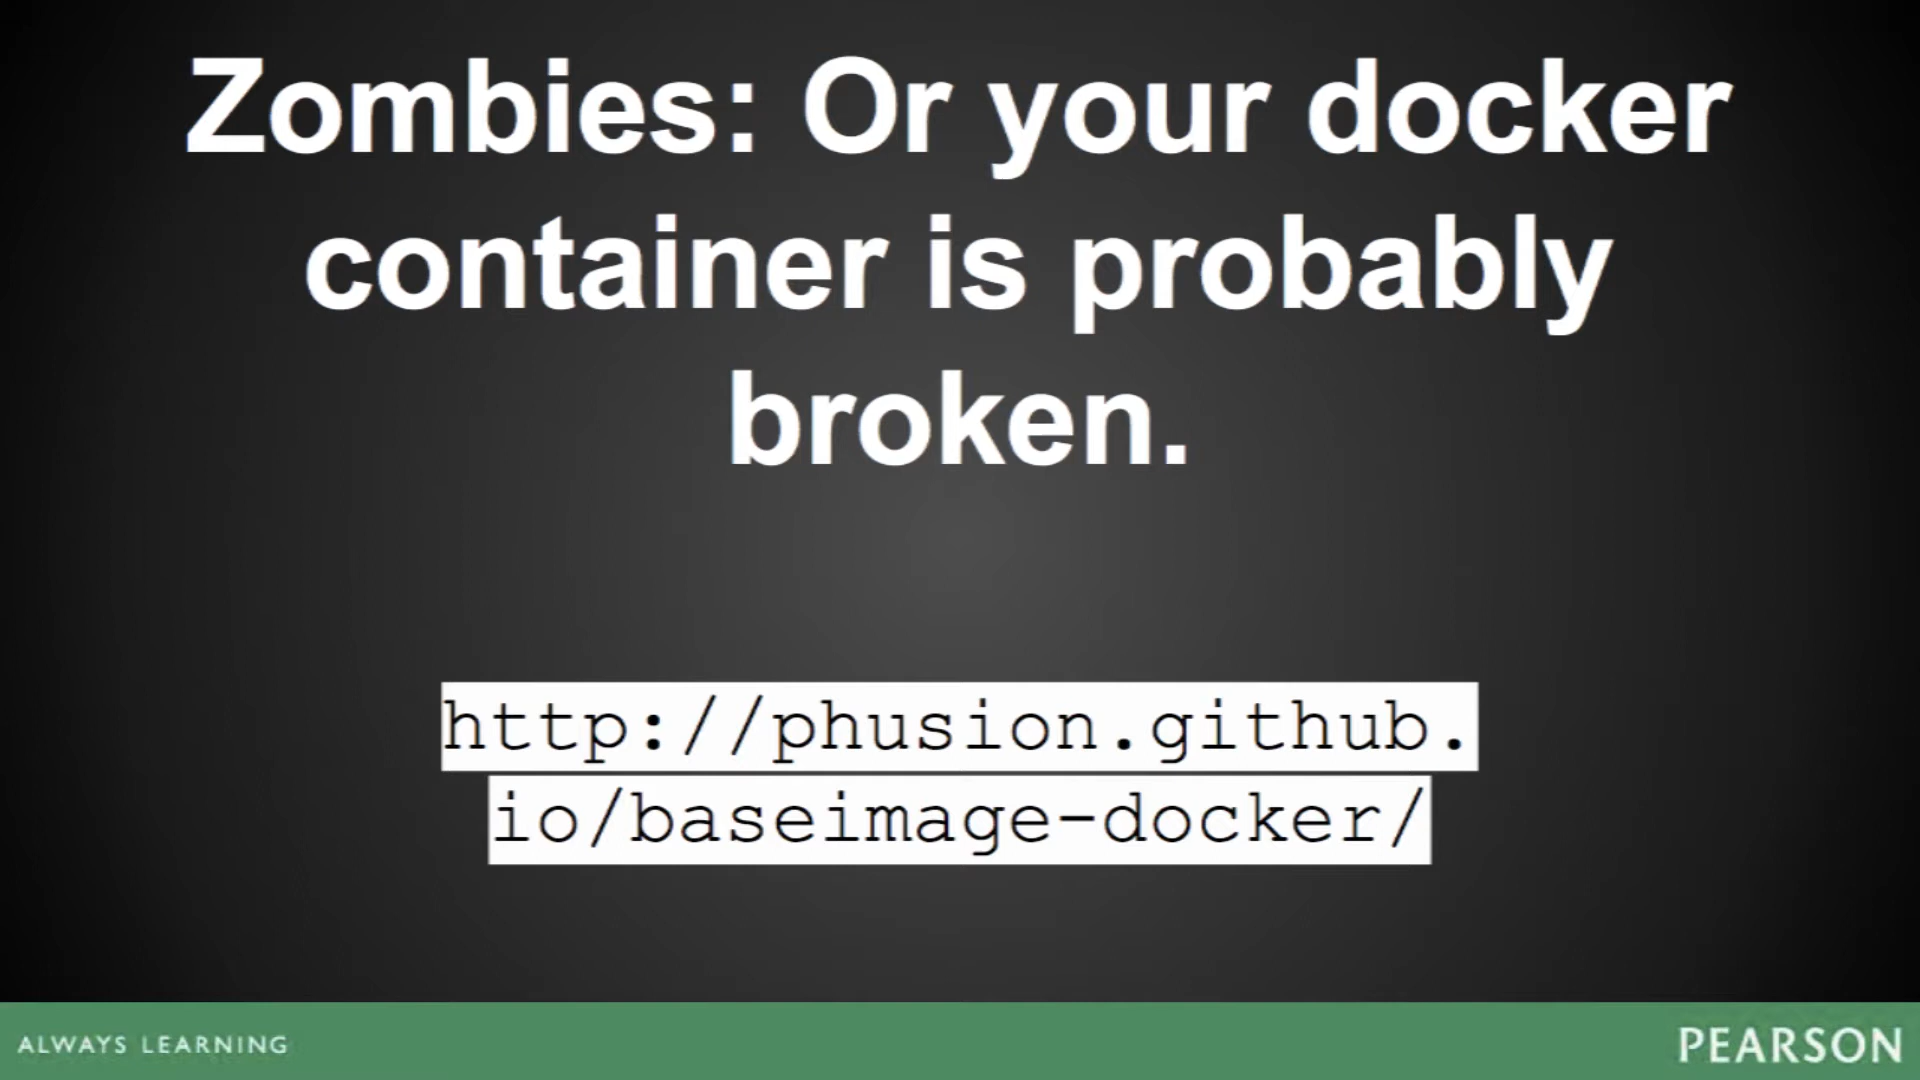 Zombies: Or your docker
container is probably
broken.
http://phusion.github.
io/baseimage-docker/
ALWAYS LEARNING
PEARSON